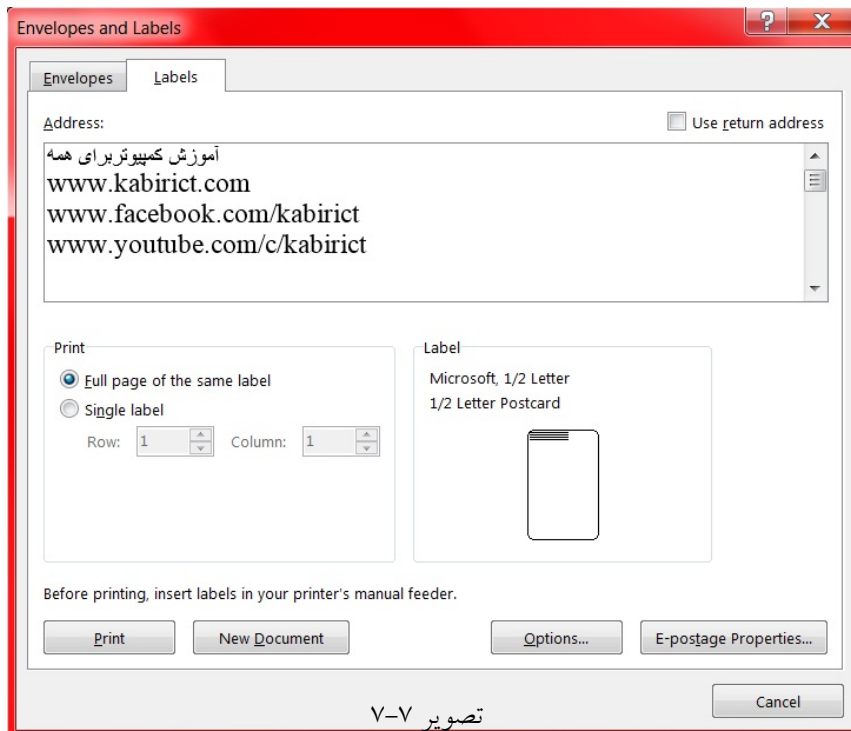 Envelopes and Labels
Envelopes
Labels
Address:
Use return address
آموزش کمپیوتربرای همه
www.kabirict.com
www.facebook.com/kabirict
www.youtube.com/c/kabirict
Print
Full page of the same label
Single label
Row: 1 Column: 1
Label
Microsoft, 1/2 Letter
1/2 Letter Postcard
Before printing, insert labels in your printer's manual feeder.
Print
New Document
Options...
E-postage Properties...
Cancel
تصویر ۷-۷